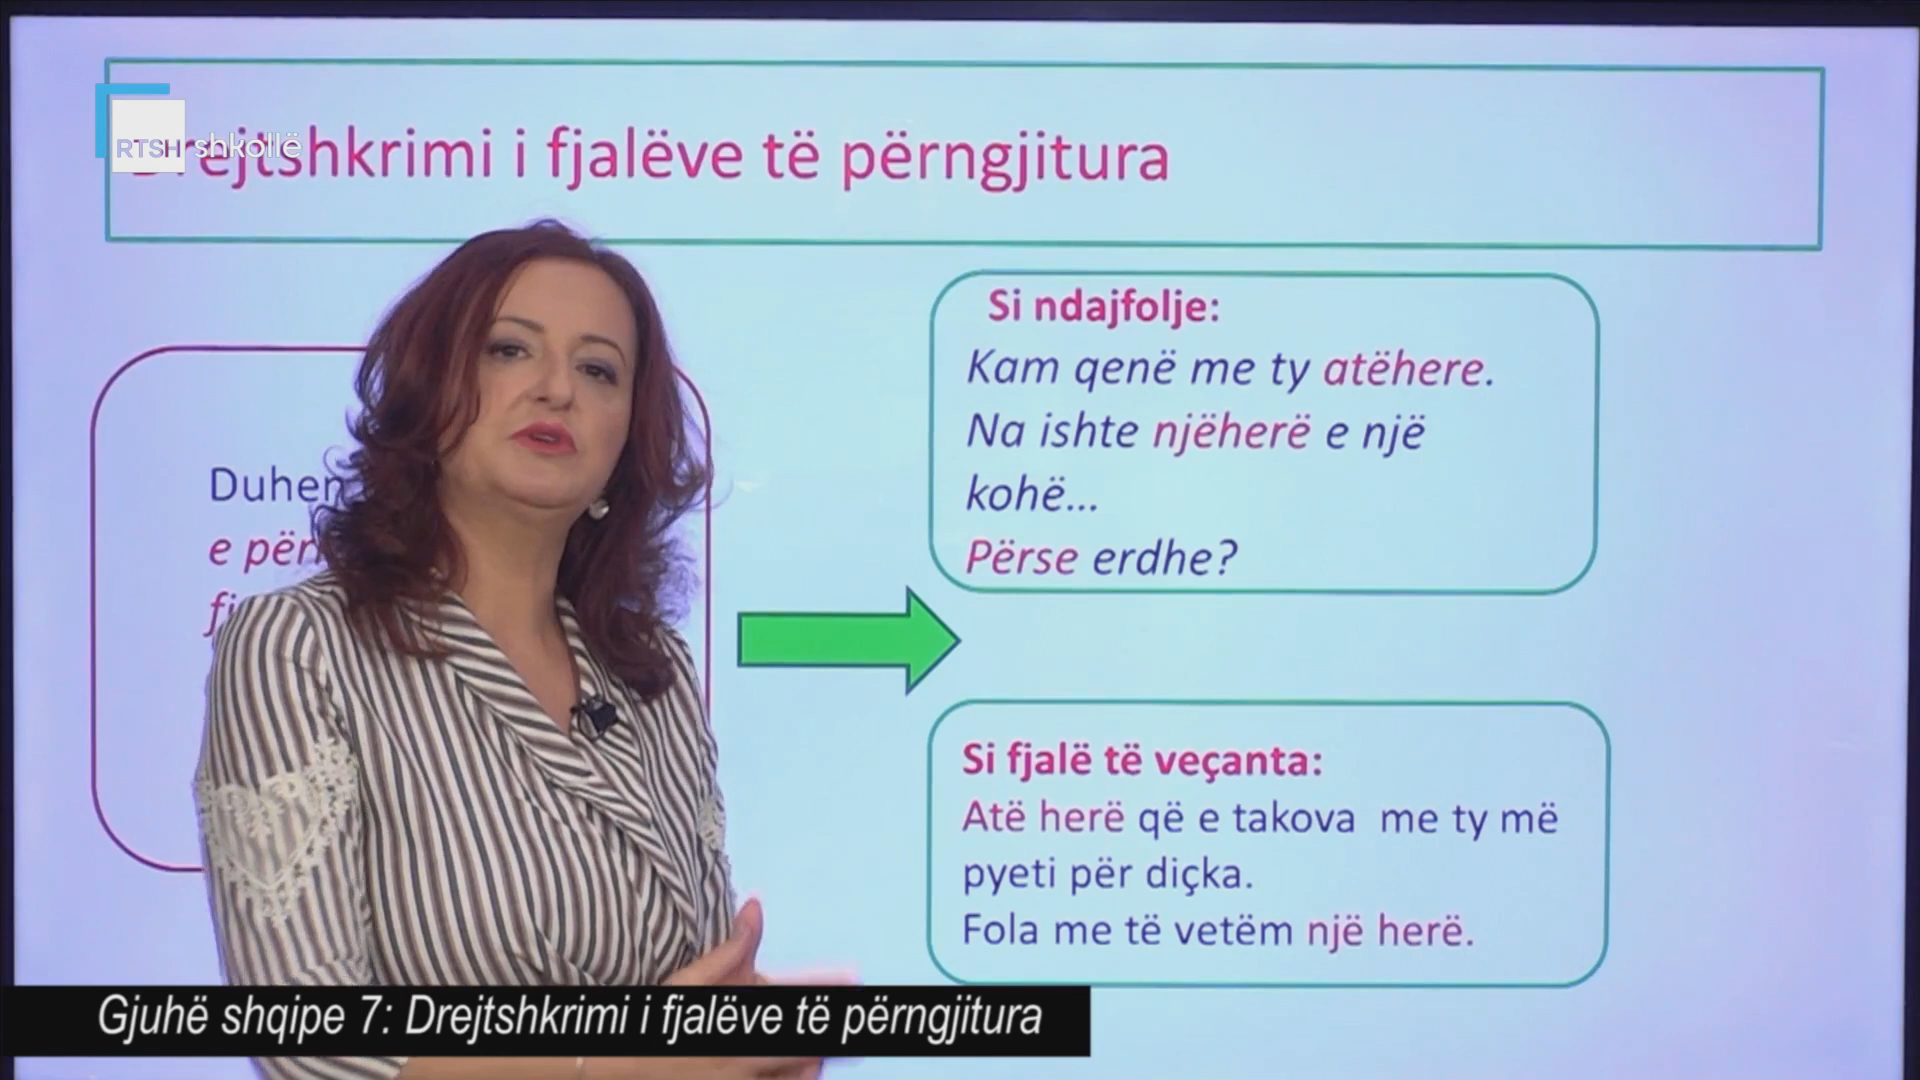 RTSH shkollë
Drejtshkrimi i fjalëve të përngjitura
Duhen
e për
Si ndajfolje:
Kam qenë me ty atëhere.
Na ishte njëherë e një
kohë...
Përse erdhe?
Si fjalë të veçanta:
Atë herë që e takova me ty më
pyeti për diçka.
Fola me të vetëm një herë.
Gjuhë shqipe 7: Drejtshkrimi i fjalëve të përngjitura